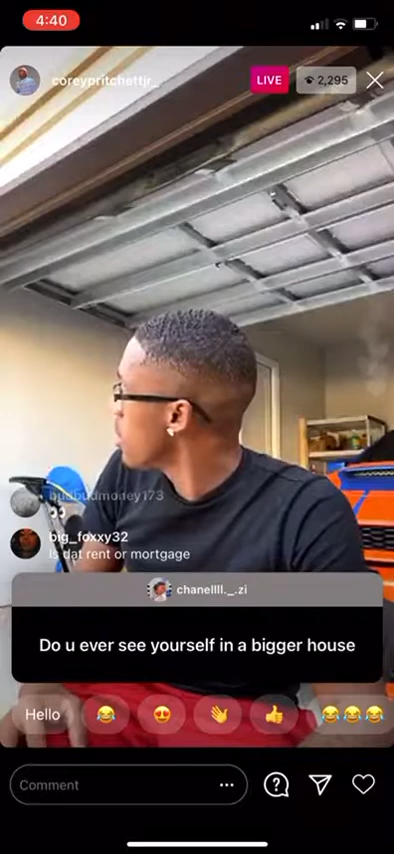 4:40
coreypritchettjr_
LIVE
2,295
budbudmoney173
👀
big_foxxy32
Is dat rent or mortgage
chanellll._.zi
Do u ever see yourself in a bigger house
Hello 😂 😍 👋 👍 😂😂😂
Comment